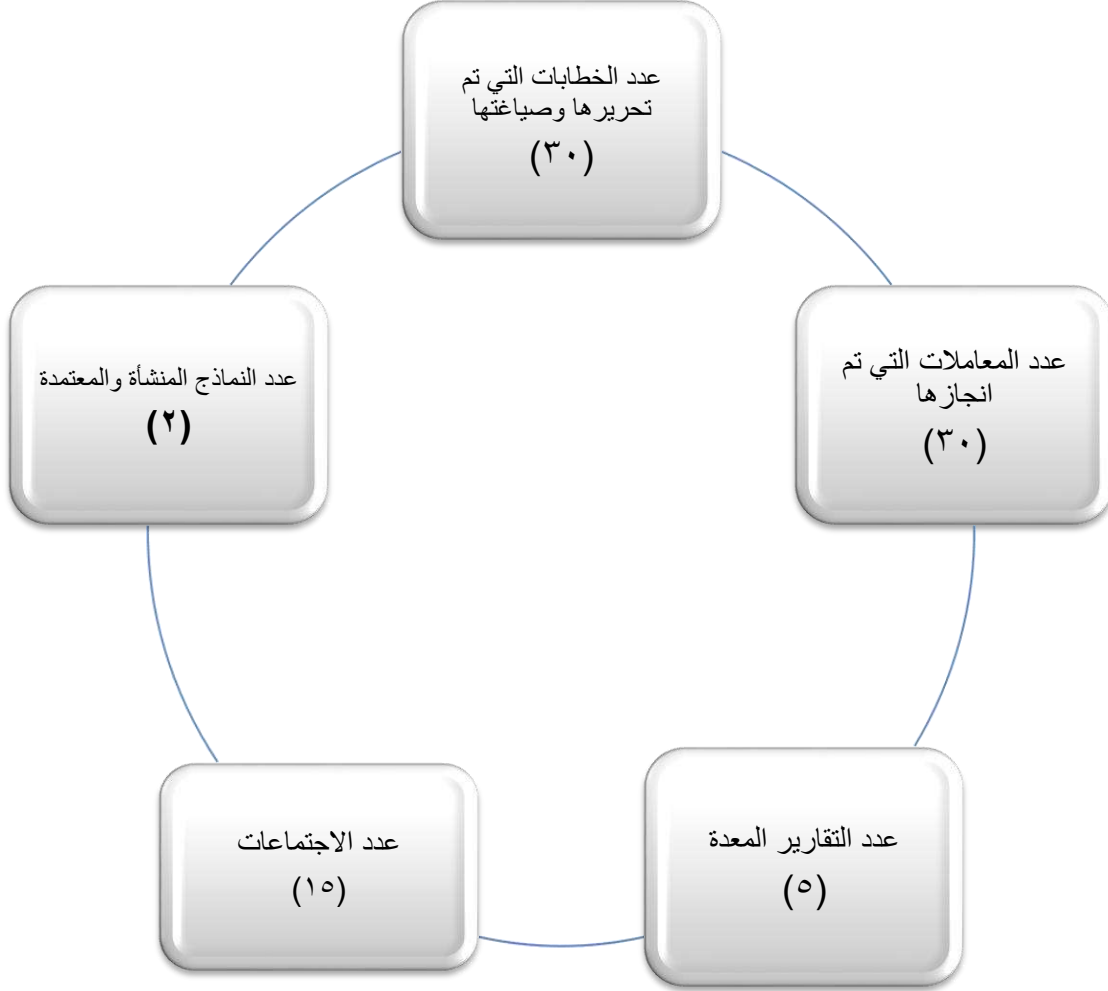 عدد الخطابات التي تم
تحريرها وصياغتها
(٣٠)
عدد المعاملات التي تم
انجازها
(٣٠)
عدد التقارير المعدة
(٥)
عدد الاجتماعات
(١٥)
عدد النماذج المنشأة والمعتمدة
(٢)